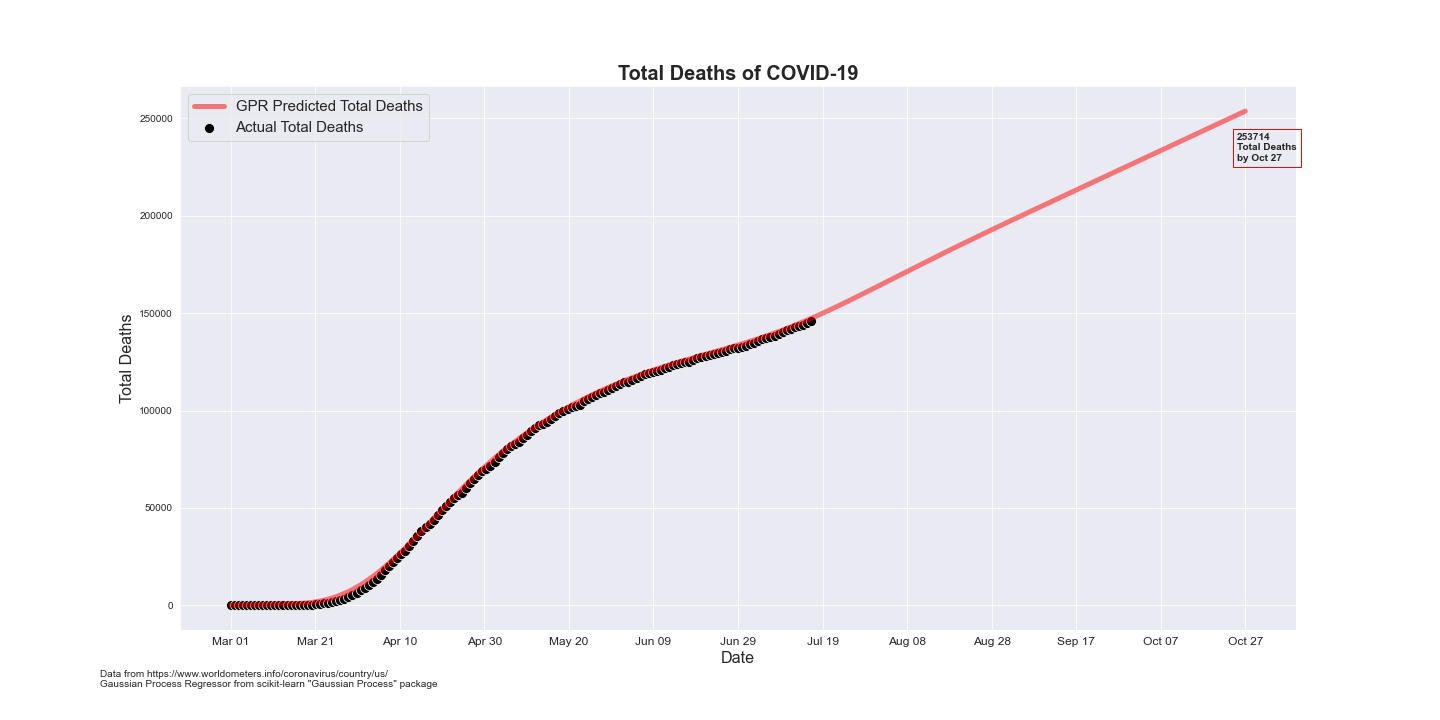 Total Deaths of COVID-19
GPR Predicted Total Deaths
Actual Total Deaths
250000
200000
150000
100000
50000
0
Total Deaths
253714
Total Deaths
by Oct 27
Mar 01 Mar 21 Apr 10 Apr 30 May 20 Jun 09 Jun 29 Jul 19 Aug 08 Aug 28 Sep 17 Oct 07 Oct 27
Date
Data from https://www.worldometers.info/coronavirus/country/us/
Gaussian Process Regressor from scikit-learn "Gaussian Process" package